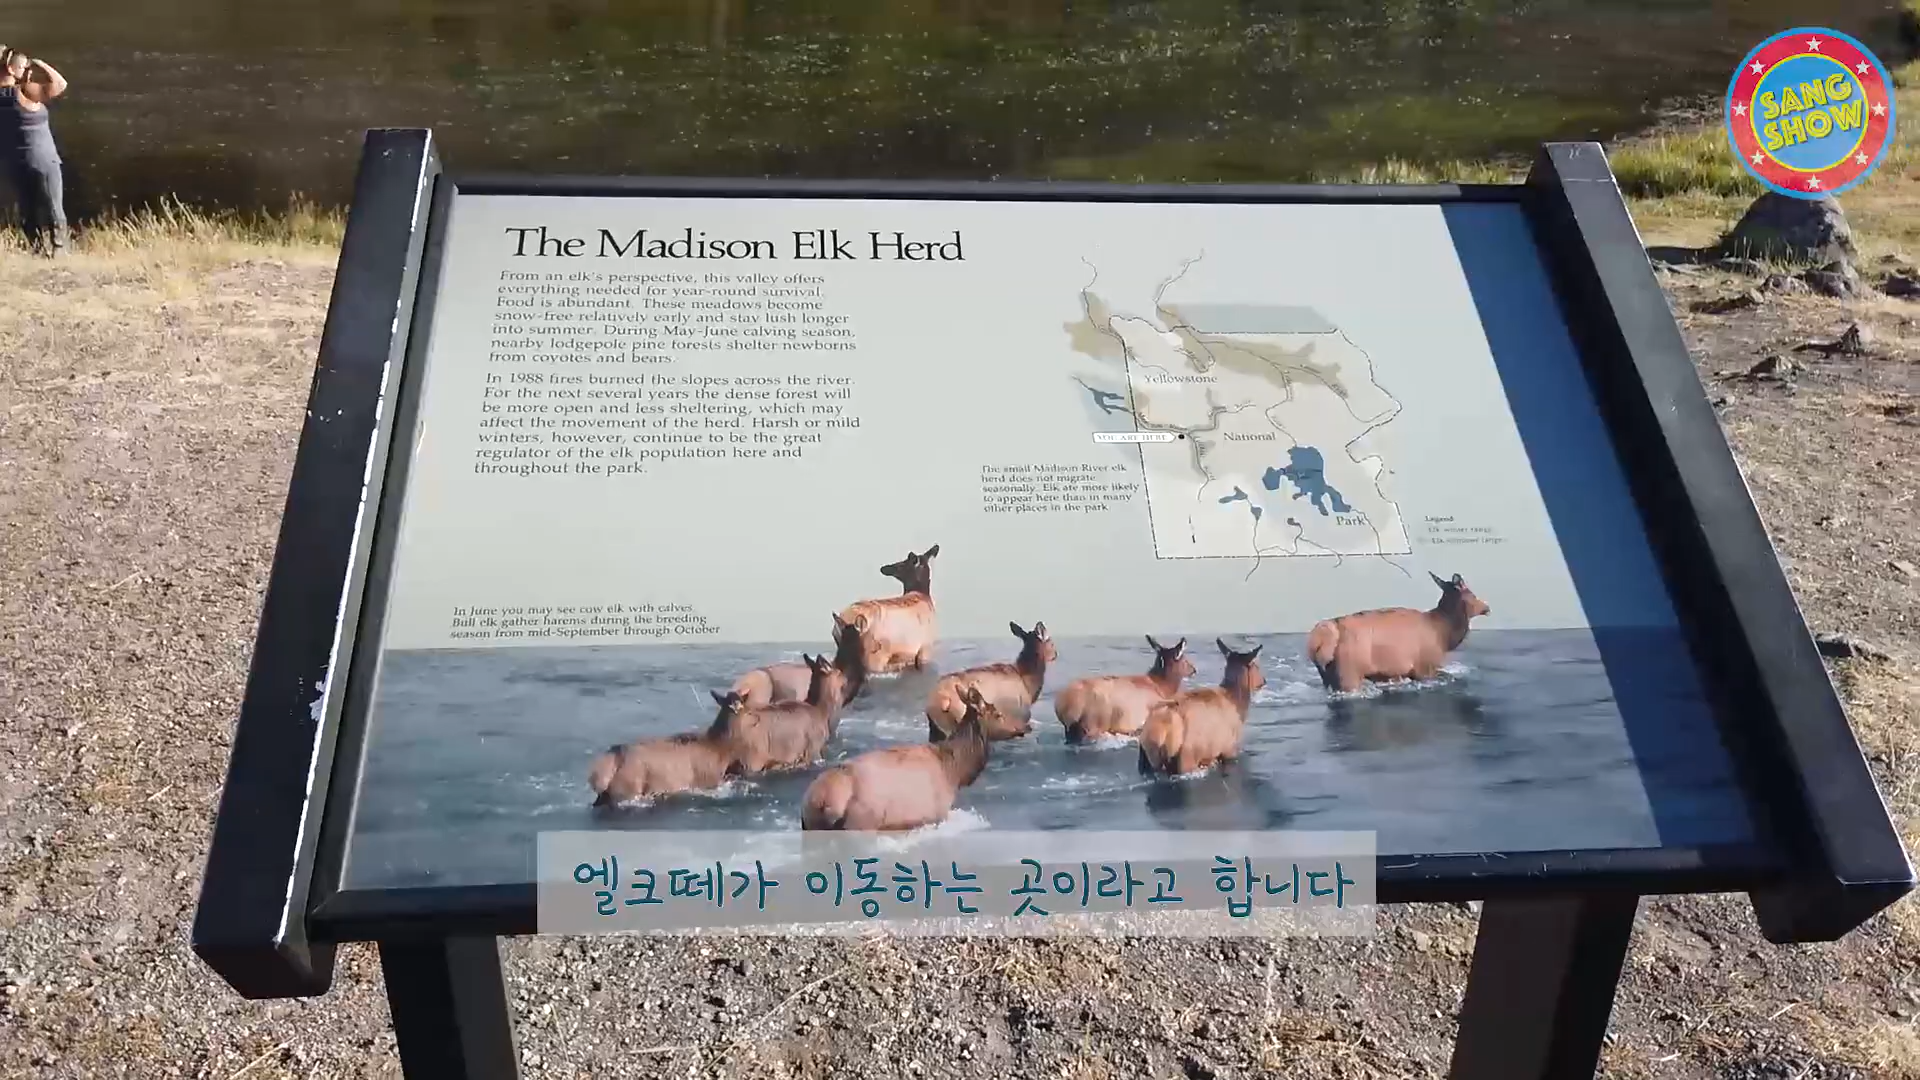 SANG
SHOW
The Madison Elk Herd
From an elk's perspective, this valley offers
everything needed for year-round survival.
Food is abundant. These meadows become
snow-free relatively early and stay lush longer
into summer. During May-June calving season,
nearby lodgepole pine forests shelter newborns
from coyotes and bears.
In 1988 fires burned the slopes across the river.
For the next several years the dense forest will
be more open and less sheltering, which may
affect the movement of the herd. Harsh or mild
winters, however, continue to be the great
regulator of the elk population here and
throughout the park.
Yellowstone
National
Park
YOU ARE HERE
The small Madison River elk
herd does not migrate
seasonally. Elk are more likely
to appear here than in many
other places in the park.
Legend
Elk winter range
Elk summer range
In June you may see cow elk with calves.
Bull elk gather harems during the breeding
season from mid-September through October
엘크떼가 이동하는 곳이라고 합니다